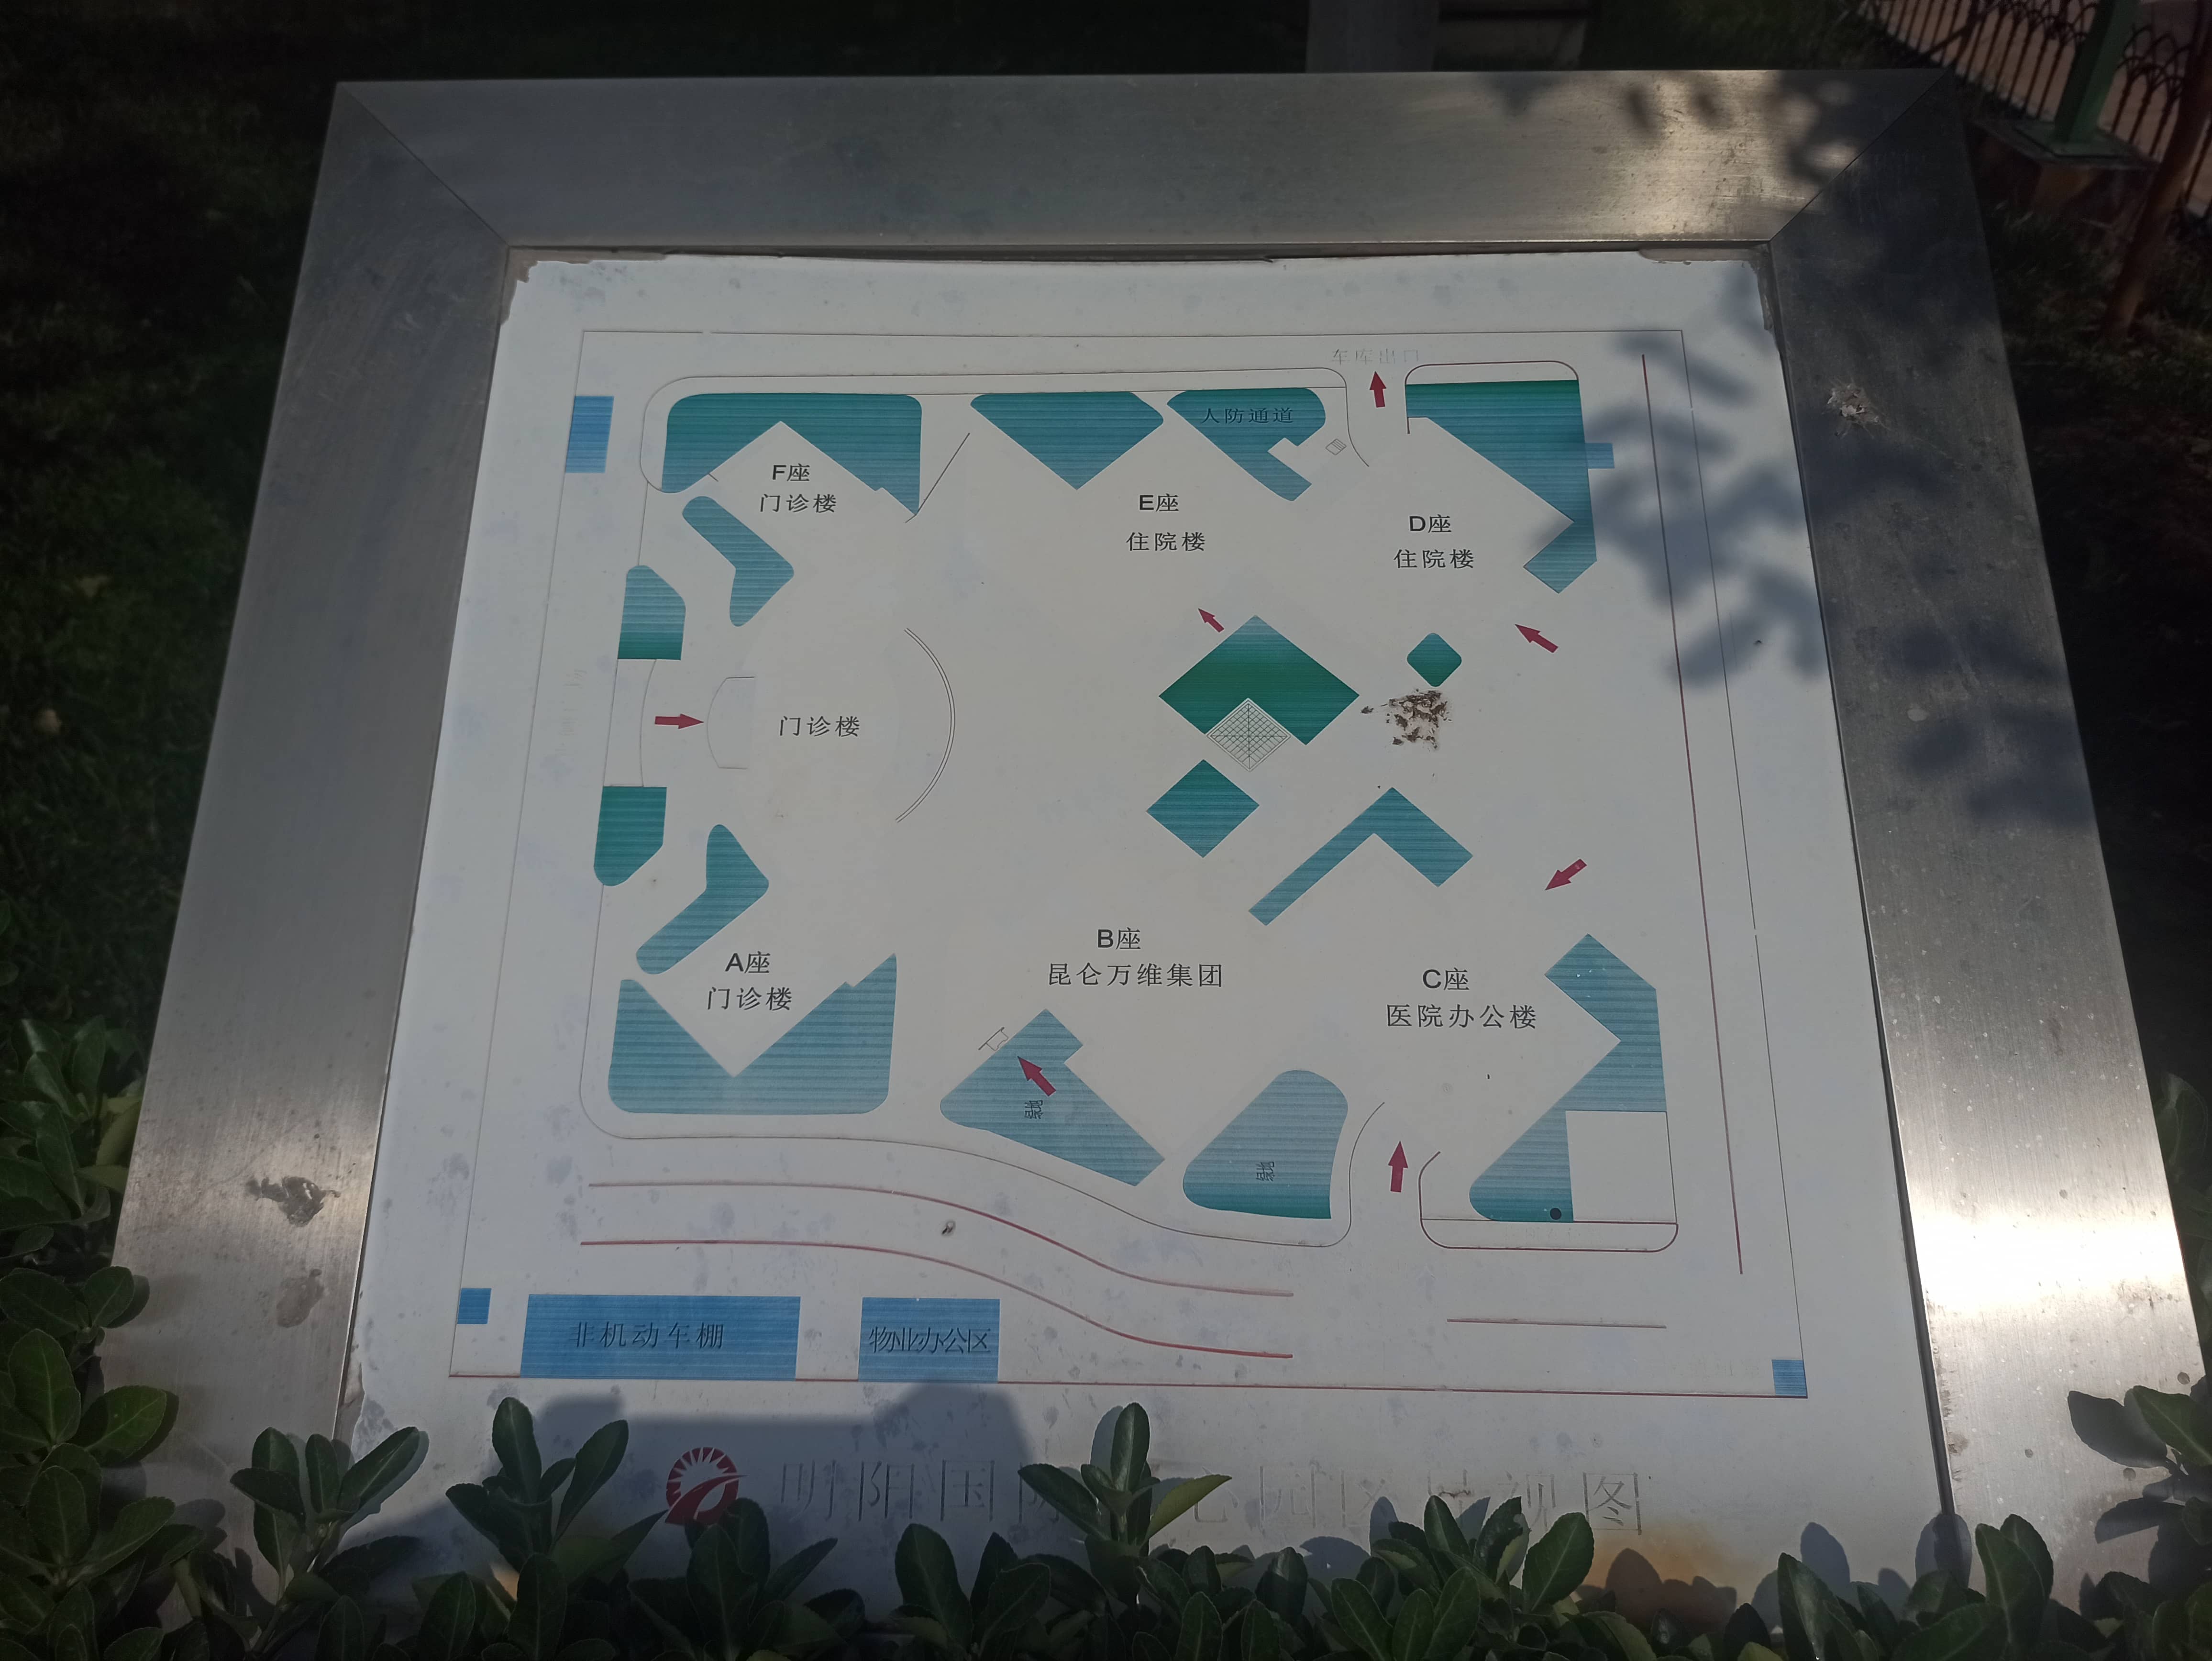 车库出口
人防通道
F座
门诊楼
E座
住院楼
D座
住院楼
门诊楼
B座
昆仑万维集团
A座
门诊楼
C座
医院办公楼
非机动车棚
物业办公区
明阳国际 心园区 视图